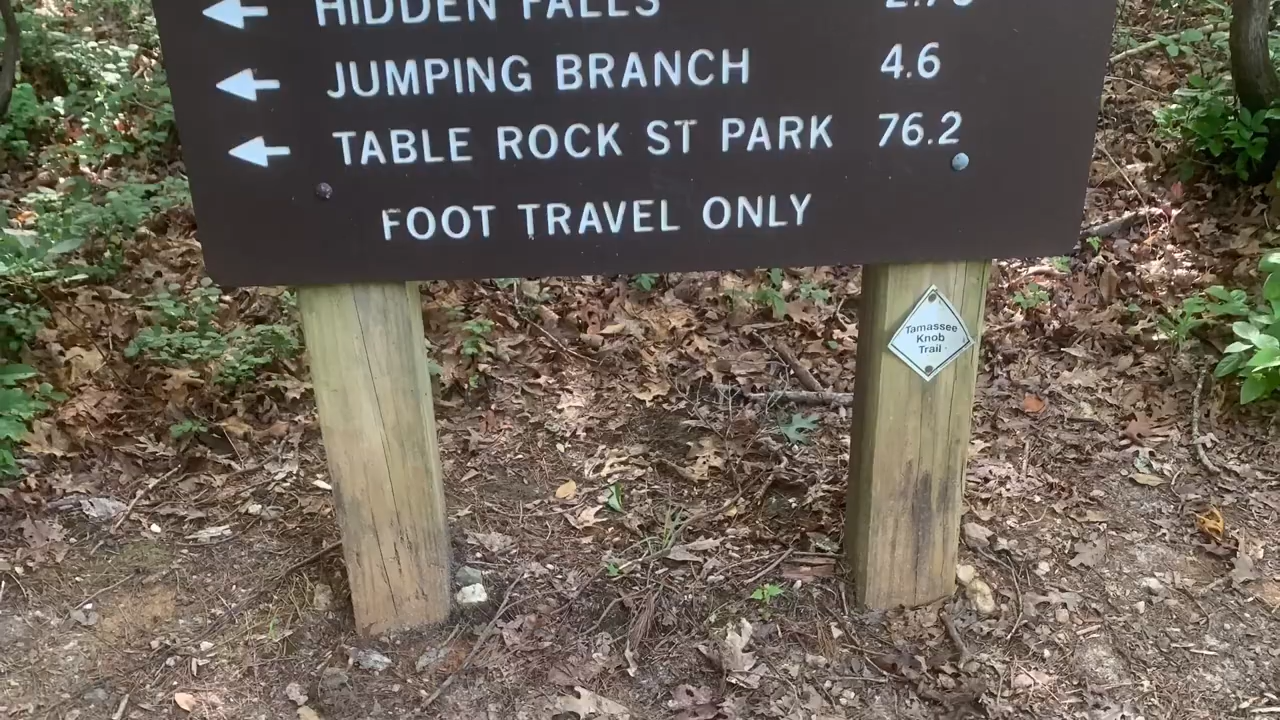 HIDDEN FALLS
JUMPING BRANCH 4.6
TABLE ROCK ST PARK 76.2
FOOT TRAVEL ONLY
Tamassee
Knob
Trail